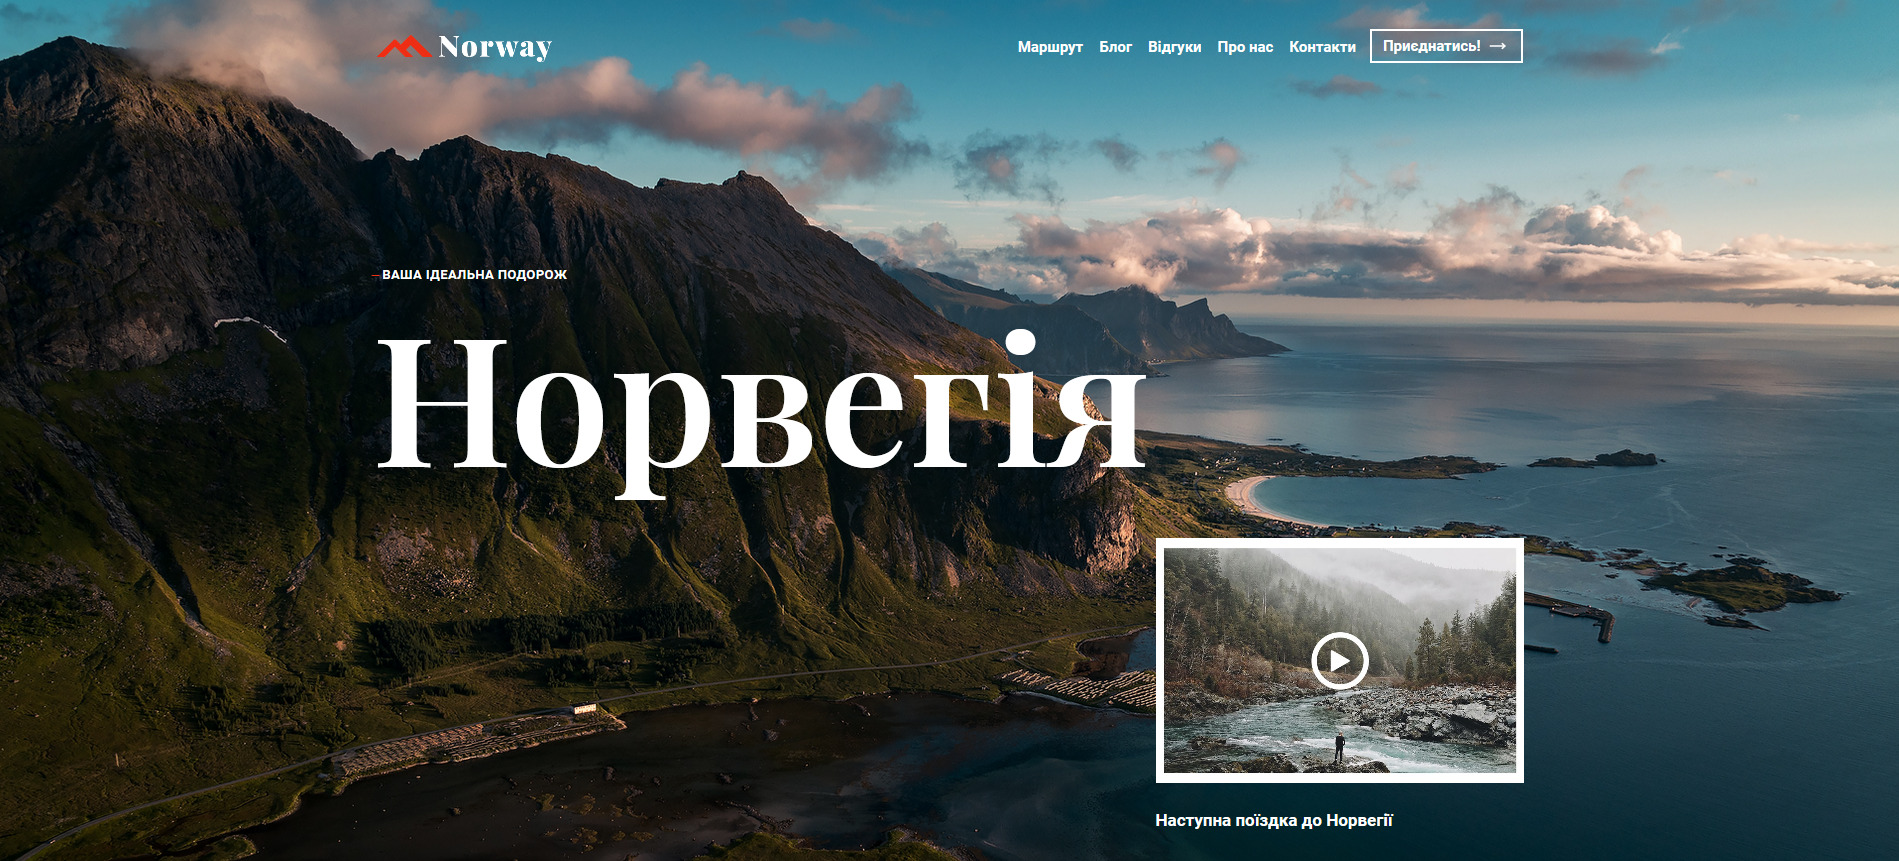 Norway
Маршрут Блог Відгуки Про нас Контакти Приєднатись! →
ВАША ІДЕАЛЬНА ПОДОРОЖ
Норвегія
Наступна поїздка до Норвегії